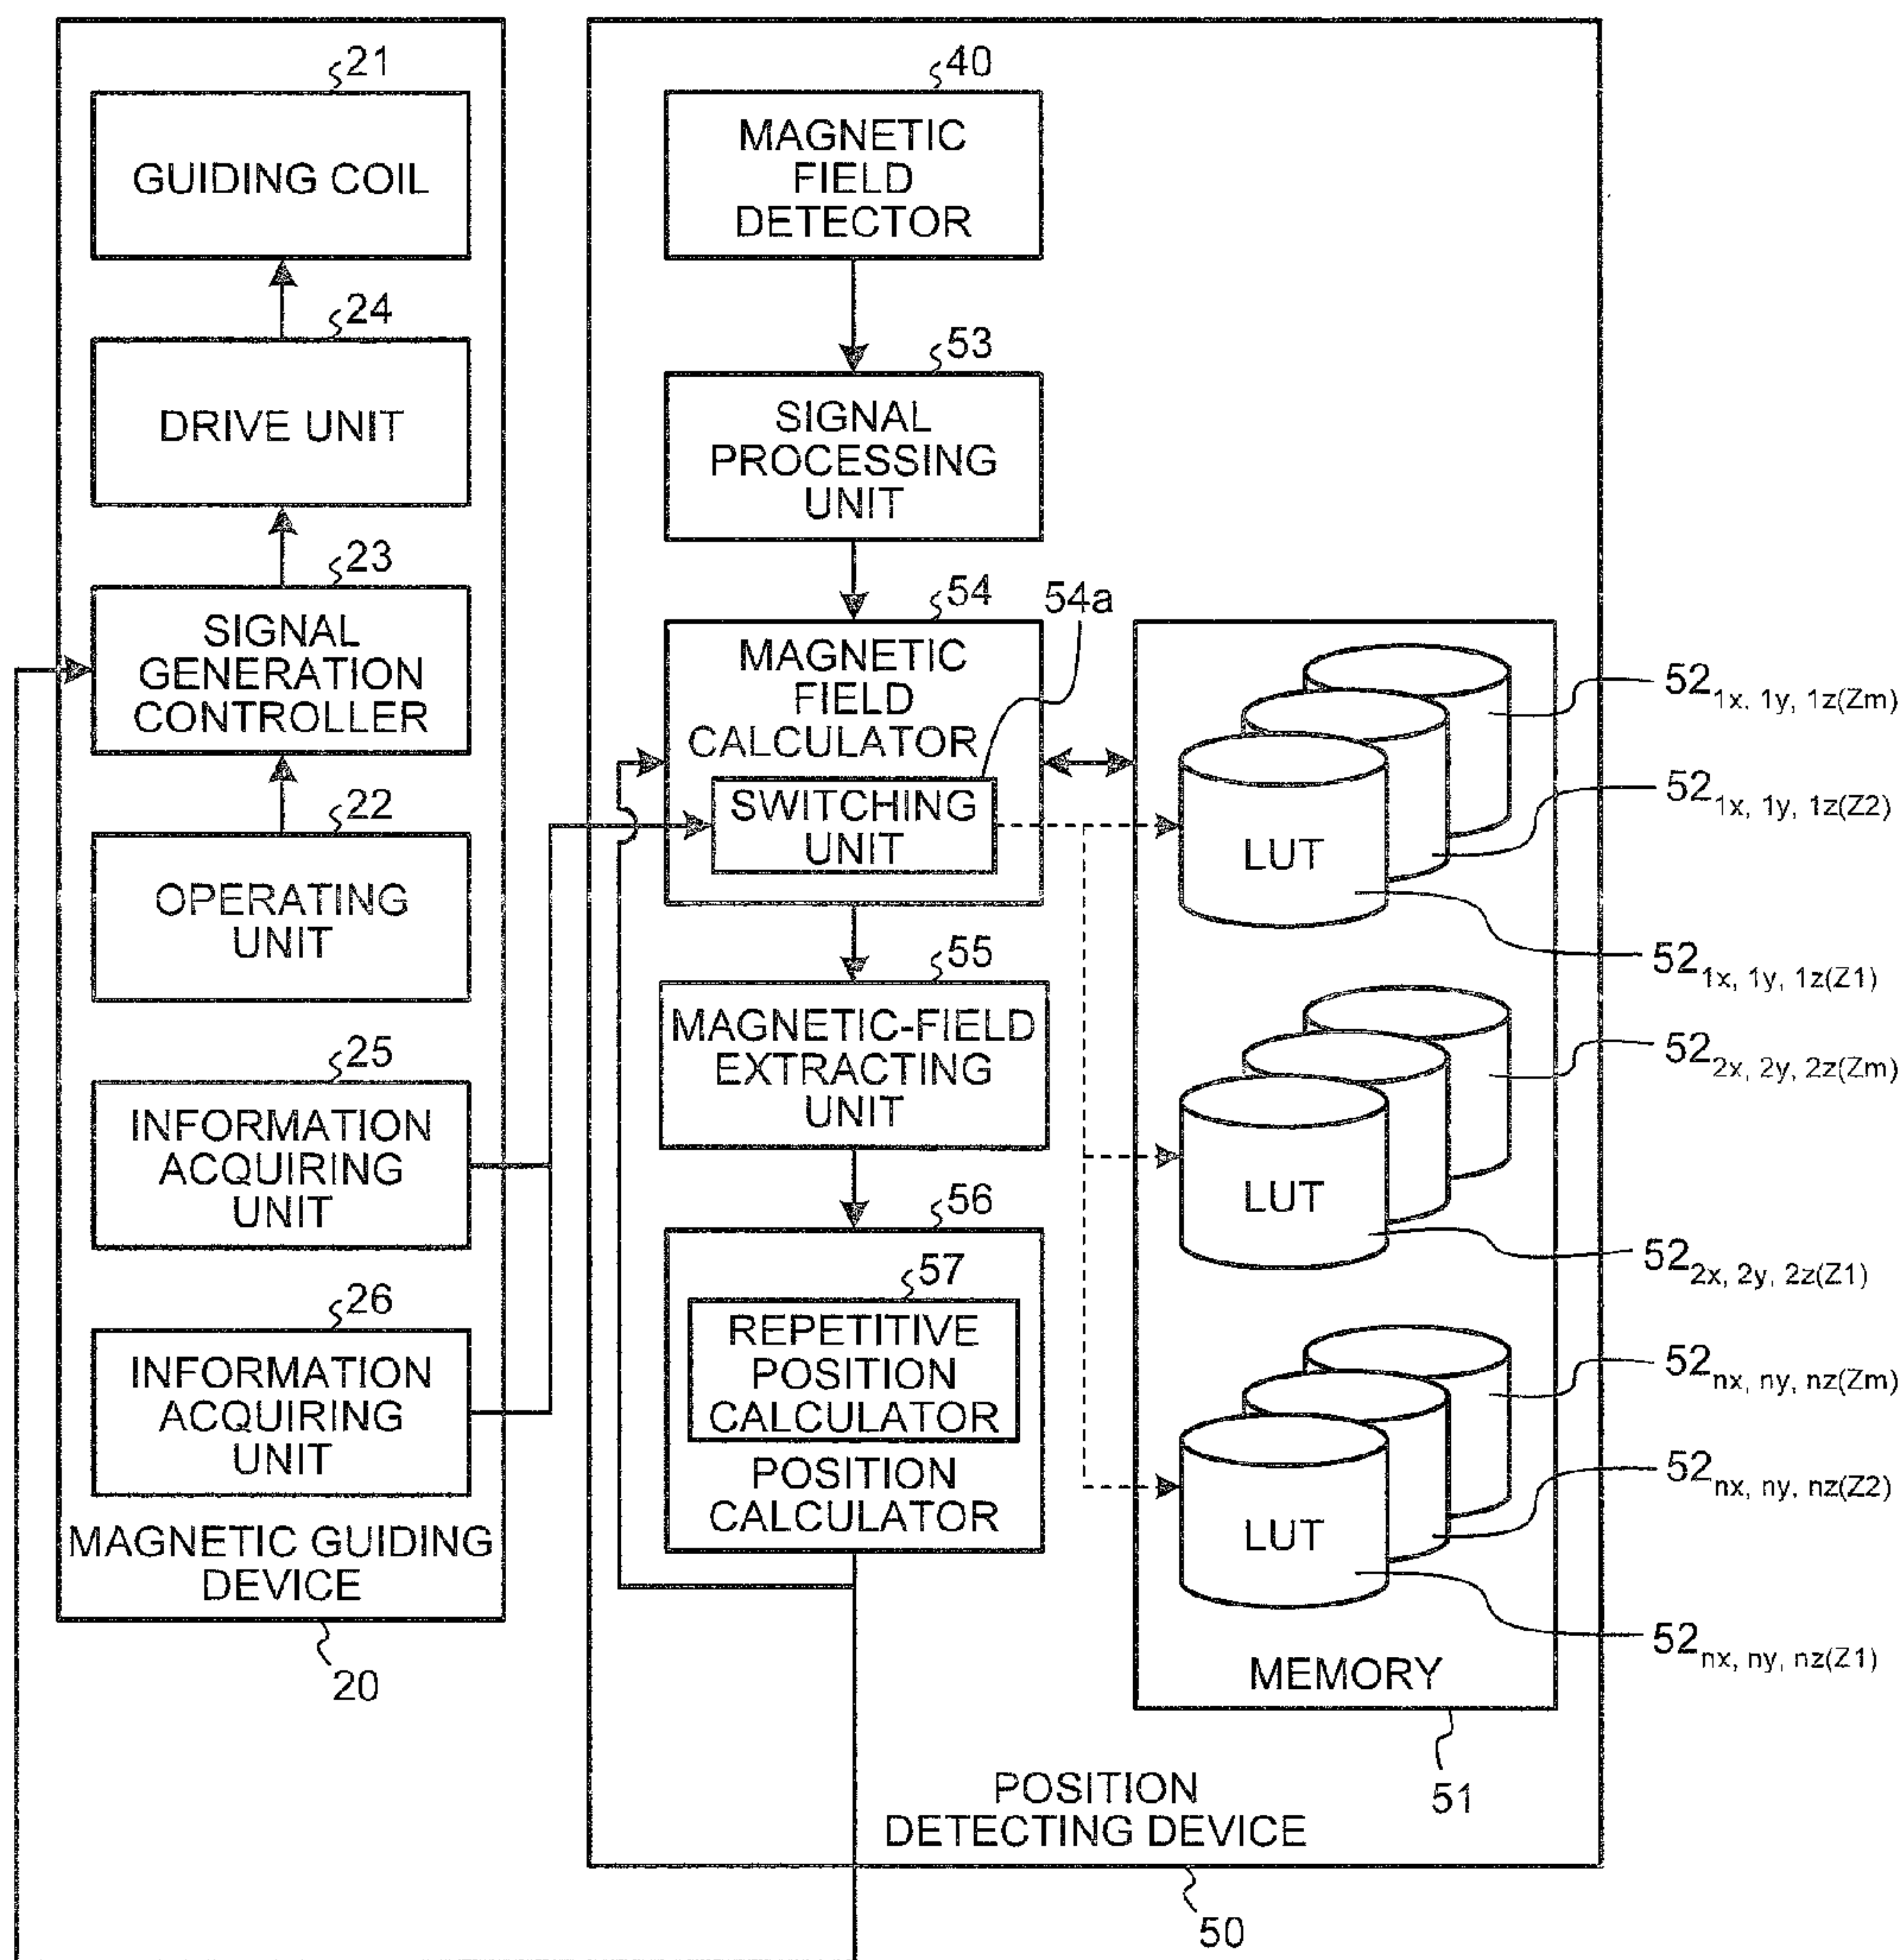 21
GUIDING COIL
24
DRIVE UNIT
23
SIGNAL
GENERATION
CONTROLLER
22
OPERATING
UNIT
25
INFORMATION
ACQUIRING
UNIT
26
INFORMATION
ACQUIRING
UNIT
MAGNETIC GUIDING
DEVICE
20
40
MAGNETIC
FIELD
DETECTOR
53
SIGNAL
PROCESSING
UNIT
54
54a
MAGNETIC
FIELD
CALCULATOR
SWITCHING
UNIT
55
MAGNETIC-FIELD
EXTRACTING
UNIT
56
57
REPETITIVE
POSITION
CALCULATOR
POSITION
CALCULATOR
LUT
52 1x, 1y, 1z(Zm)
52 1x, 1y, 1z(Z2)
52 1x, 1y, 1z(Z1)
LUT
52 2x, 2y, 2z(Zm)
52 2x, 2y, 2z(Z1)
LUT
52 nx, ny, nz(Zm)
52 nx, ny, nz(Z2)
52 nx, ny, nz(Z1)
MEMORY
51
POSITION
DETECTING DEVICE
50